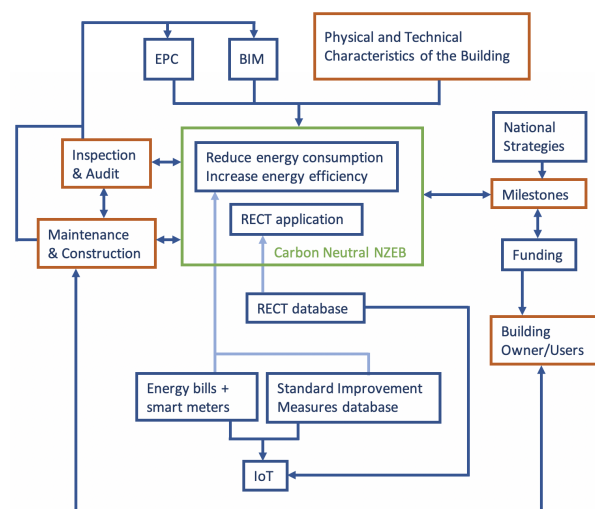 Physical and Technical
Characteristics of the Building
EPC
BIM
National
Strategies
Inspection
& Audit
Reduce energy consumption
Increase energy efficiency
Milestones
RECT application
Maintenance
& Construction
Carbon Neutral NZEB
Funding
RECT database
Building
Owner/Users
Energy bills +
smart meters
Standard Improvement
Measures database
IoT